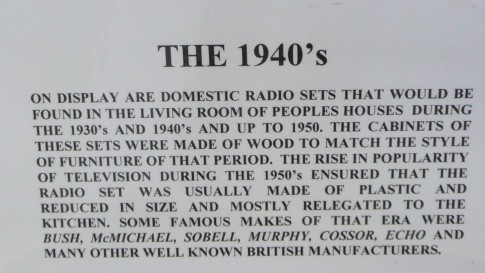 THE 1940's
ON DISPLAY ARE DOMESTIC RADIO SETS THAT WOULD BE
FOUND IN THE LIVING ROOM OF PEOPLES HOUSES DURING
THE 1930's AND 1940's AND UP TO 1950. THE CABINETS OF
THESE SETS WERE MADE OF WOOD TO MATCH THE STYLE
OF FURNITURE OF THAT PERIOD. THE RISE IN POPULARITY
OF TELEVISION DURING THE 1950's ENSURED THAT THE
RADIO SET WAS USUALLY MADE OF PLASTIC AND
REDUCED IN SIZE AND MOSTLY RELEGATED TO THE
KITCHEN. SOME FAMOUS MAKES OF THAT ERA WERE
BUSH, McMICHAEL, SOBELL, MURPHY, COSSOR, ECHO AND
MANY OTHER WELL KNOWN BRITISH MANUFACTURERS.